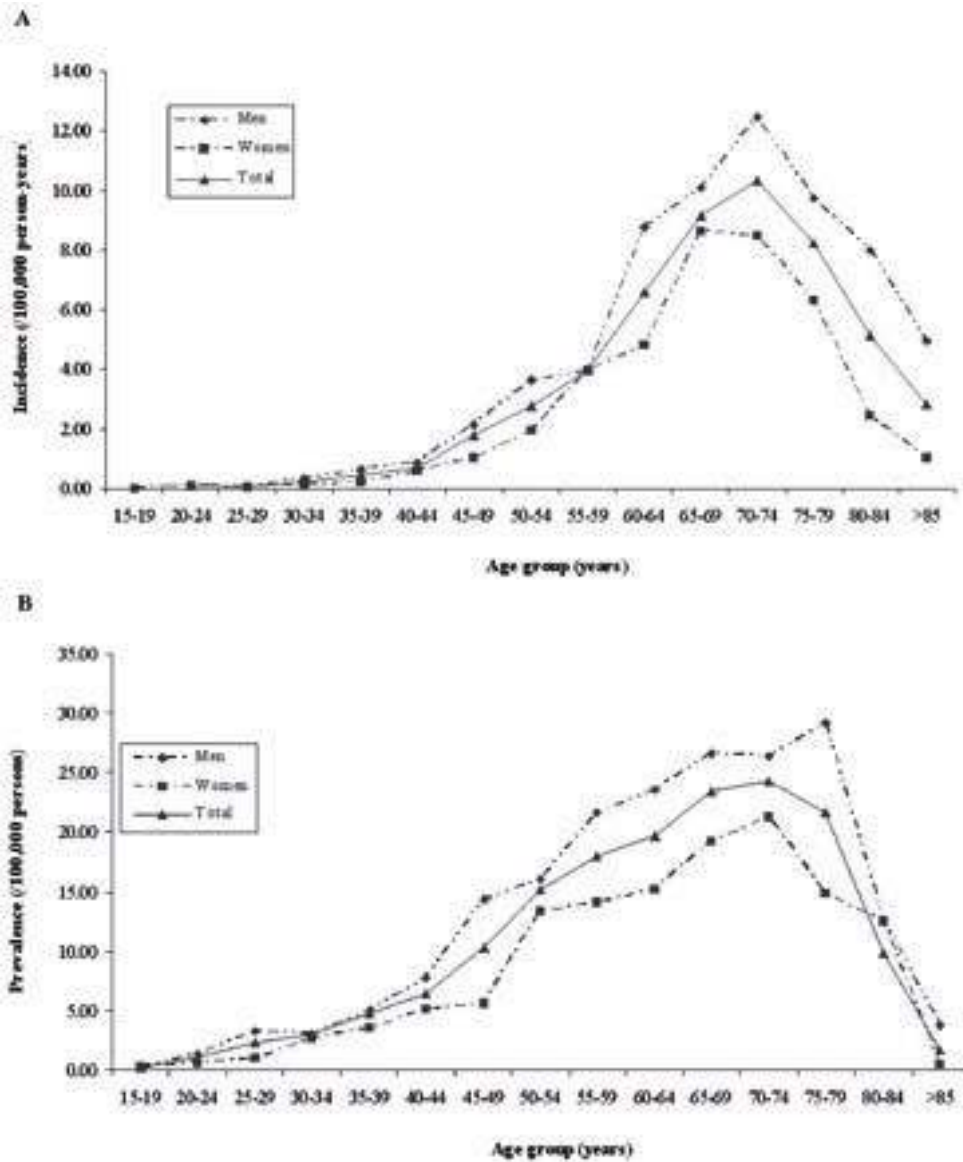 A
14.00
12.00
10.00
8.00
6.00
4.00
2.00
0.00
Incidence (/100,000 person-years
Men
Women
Total
15-19 20-24 25-29 30-34 35-39 40-44 45-49 50-54 55-59 60-64 65-69 70-74 75-79 80-84 >85
Age group (years)
B
35.00
30.00
25.00
20.00
15.00
10.00
5.00
0.00
Prevalence (/100,000 persons)
Men
Women
Total
15-19 20-24 25-29 30-34 35-39 40-44 45-49 50-54 55-59 60-64 65-69 70-74 75-79 80-84 >85
Age group (years)